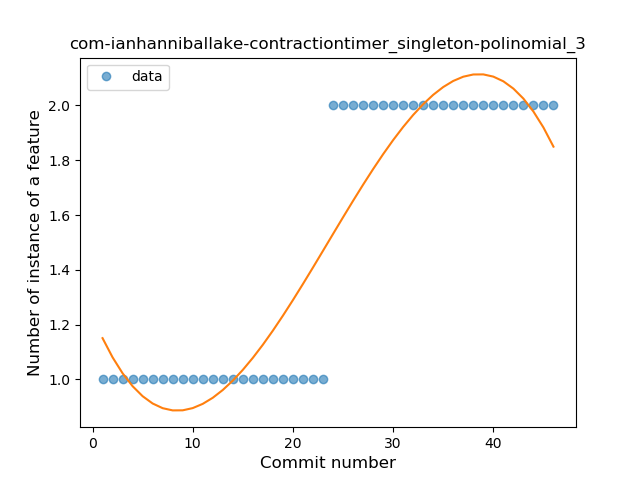 com-ianhanniballake-contractiontimer_singleton-polinomial_3
data
Number of instance of a feature
2.0
1.8
1.6
1.4
1.2
1.0
0
10
20
30
40
Commit number